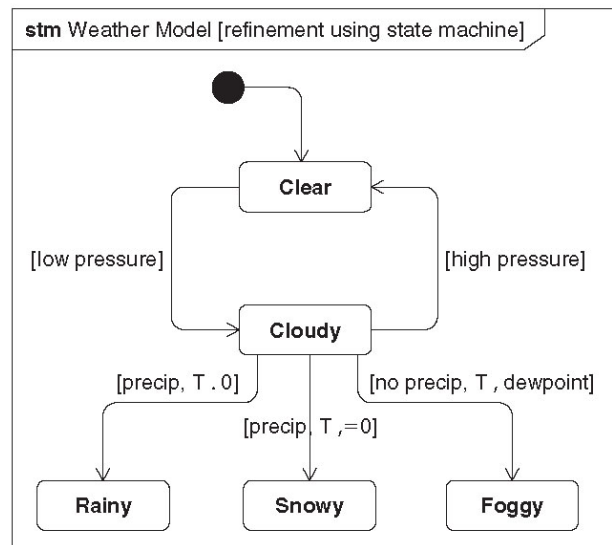 stm Weather Model [refinement using state machine]
Clear
[low pressure]
[high pressure]
Cloudy
[precip, T . 0]
[no precip, T , dewpoint]
[precip, T ,=0]
Rainy
Snowy
Foggy